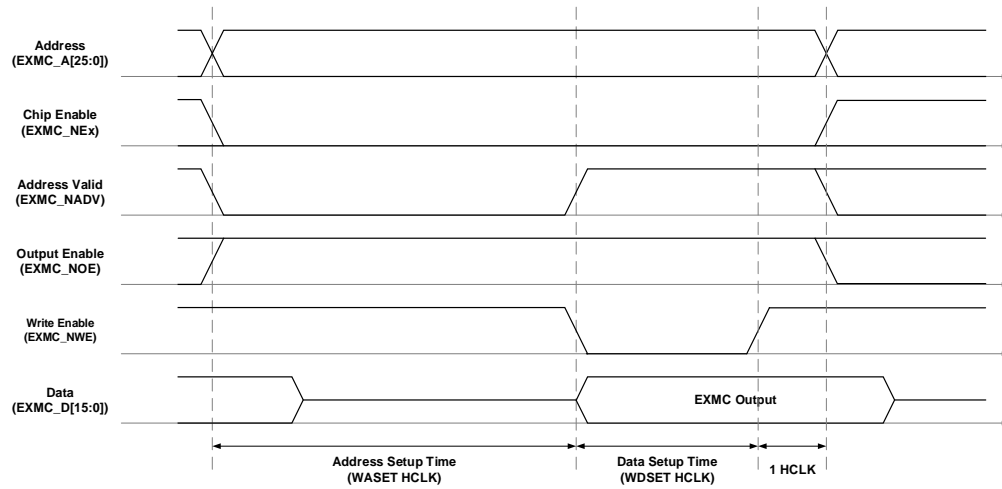 Address
(EXMC_A[25:0])
Chip Enable
(EXMC_NEx)
Address Valid
(EXMC_NADV)
Output Enable
(EXMC_NOE)
Write Enable
(EXMC_NWE)
Data
(EXMC_D[15:0])
EXMC Output
Address Setup Time
(WASET HCLK)
Data Setup Time
(WDSET HCLK)
1 HCLK